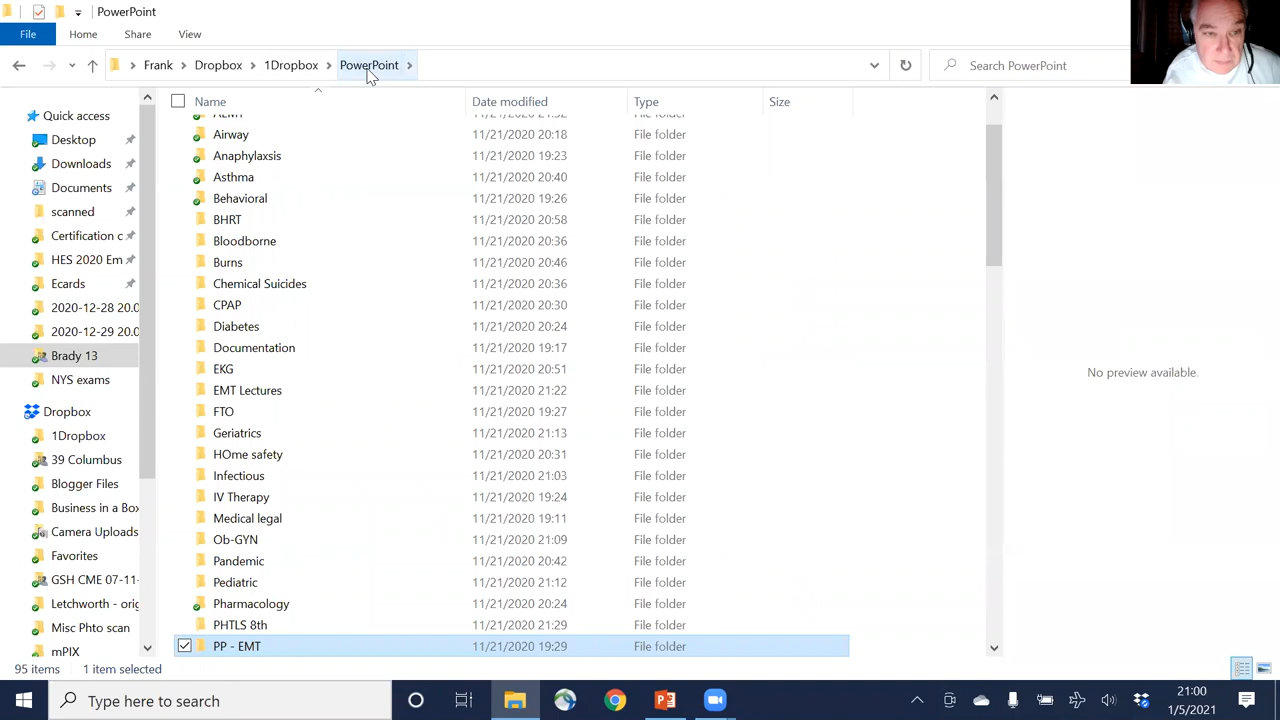 PowerPoint
File Home Share View
Frank Dropbox 1Dropbox PowerPoint Search PowerPoint
Name Date modified Type Size
Quick access
Desktop
Downloads
Documents
scanned
Certification c
HES 2020 Em
Ecards
2020-12-28 20.0
2020-12-29 20.0
Brady 13
NYS exams
Dropbox
1Dropbox
39 Columbus
Blogger Files
Business in a Box
Camera Uploads
Favorites
GSH CME 07-11-
Letchworth - orig
Misc Phto scan
mPIX
Airway 11/21/2020 20:18 File folder
Anaphylaxsis 11/21/2020 19:23 File folder
Asthma 11/21/2020 20:40 File folder
Behavioral 11/21/2020 19:26 File folder
BHRT 11/21/2020 20:58 File folder
Bloodborne 11/21/2020 20:36 File folder
Burns 11/21/2020 20:46 File folder
Chemical Suicides 11/21/2020 20:36 File folder
CPAP 11/21/2020 20:30 File folder
Diabetes 11/21/2020 20:24 File folder
Documentation 11/21/2020 19:17 File folder
EKG 11/21/2020 20:51 File folder
EMT Lectures 11/21/2020 21:22 File folder
FTO 11/21/2020 19:27 File folder
Geriatrics 11/21/2020 21:13 File folder
HOme safety 11/21/2020 20:31 File folder
Infectious 11/21/2020 21:03 File folder
IV Therapy 11/21/2020 19:24 File folder
Medical legal 11/21/2020 19:11 File folder
Ob-GYN 11/21/2020 21:09 File folder
Pandemic 11/21/2020 20:42 File folder
Pediatric 11/21/2020 21:12 File folder
Pharmacology 11/21/2020 20:24 File folder
PHTLS 8th 11/21/2020 21:29 File folder
PP - EMT 11/21/2020 19:29 File folder
No preview available.
95 items 1 item selected
Type here to search
21:00
1/5/2021